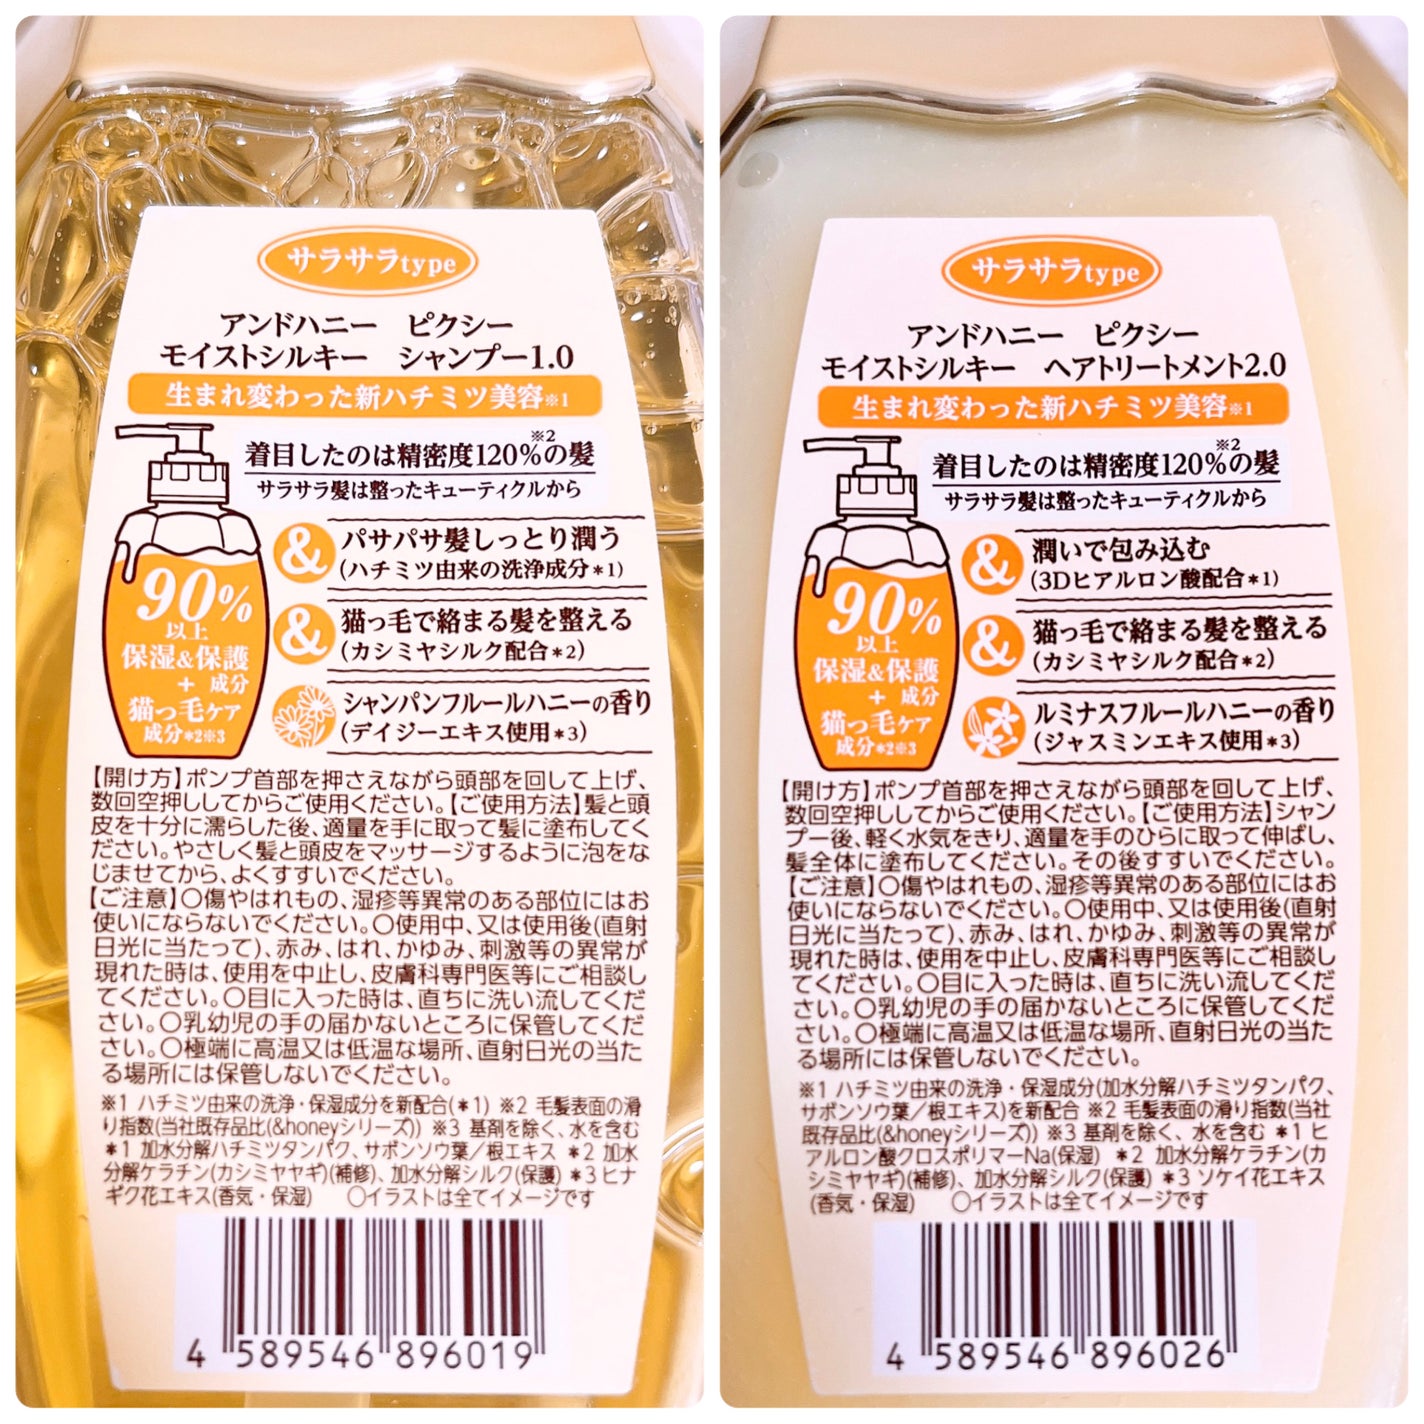 サラサラtype
アンドハニー ピクシー
モイストシルキー シャンプー1.0
生まれ変わった新ハチミツ美容※1
※2
着目したのは精密度120%の髪
サラサラ髪は整ったキューティクルから
& パサパサ髪しっとり潤う
(ハチミツ由来の洗浄成分*1)
& 猫っ毛で絡まる髪を整える
(カシミヤシルク配合*2)
シャンパンフルールハニーの香り
(デイジーエキス使用*3)
90%
以上
保湿&保護
+ 成分
猫っ毛ケア
成分*2※3
【開け方】ポンプ首部を押さえながら頭部を回して上げ、
数回空押ししてからご使用ください。【ご使用方法】髪と頭
皮を十分に濡らした後、適量を手に取って髪に塗布してく
ださい。やさしく髪と頭皮をマッサージするように泡をな
じませてから、よくすすいでください。
【ご注意】〇傷やはれもの、湿疹等異常のある部位にはお
使いにならないでください。〇使用中、又は使用後(直射
日光に当たって)、赤み、はれ、かゆみ、刺激等の異常が
現れた時は、使用を中止し、皮膚科専門医等にご相談し
てください。〇目に入った時は、直ちに洗い流してくだ
さい。〇乳幼児の手の届かないところに保管してくだ
さい。〇極端に高温又は低温な場所、直射日光の当た
る場所には保管しないでください。
※1 ハチミツ由来の洗浄・保湿成分を新配合(*1) ※2 毛髪表面の滑
り指数(当社既存品比(&honeyシリーズ)) ※3 基剤を除く、水を含む
*1 加水分解ハチミツタンパク、サボンソウ葉/根エキス *2 加水
分解ケラチン(カシミヤヤギ)(補修)、加水分解シルク(保護) *3 ヒナ
ギク花エキス(香気・保湿) 〇イラストは全てイメージです
4 589546 896019
サラサラtype
アンドハニー ピクシー
モイストシルキー ヘアトリートメント2.0
生まれ変わった新ハチミツ美容※1
※2
着目したのは精密度120%の髪
サラサラ髪は整ったキューティクルから
& 潤いで包み込む
(3Dヒアルロン酸配合*1)
& 猫っ毛で絡まる髪を整える
(カシミヤシルク配合*2)
ルミナスフルールハニーの香り
(ジャスミンエキス使用*3)
90%
以上
保湿&保護
+ 成分
猫っ毛ケア
成分*2※3
【開け方】ポンプ首部を押さえながら頭部を回して上げ、
数回空押ししてからご使用ください。【ご使用方法】シャン
プー後、軽く水気をきり、適量を手のひらに取って伸ばし、
髪全体に塗布してください。その後すすいでください。
【ご注意】〇傷やはれもの、湿疹等異常のある部位にはお
使いにならないでください。〇使用中、又は使用後(直射
日光に当たって)、赤み、はれ、かゆみ、刺激等の異常が
現れた時は、使用を中止し、皮膚科専門医等にご相談し
てください。〇目に入った時は、直ちに洗い流してくだ
さい。〇乳幼児の手の届かないところに保管してくだ
さい。〇極端に高温又は低温な場所、直射日光の当た
る場所には保管しないでください。
※1 ハチミツ由来の洗浄・保湿成分(加水分解ハチミツタンパク、
サボンソウ葉/根エキス)を新配合 ※2 毛髪表面の滑り指数(当社
既存品比(&honeyシリーズ)) ※3 基剤を除く、水を含む *1 ヒ
アルロン酸クロスポリマーNa(保湿) *2 加水分解ケラチン(カ
シミヤヤギ)(補修)、加水分解シルク(保護) *3 ソケイ花エキス
(香気・保湿) 〇イラストは全てイメージです
4 589546 896026